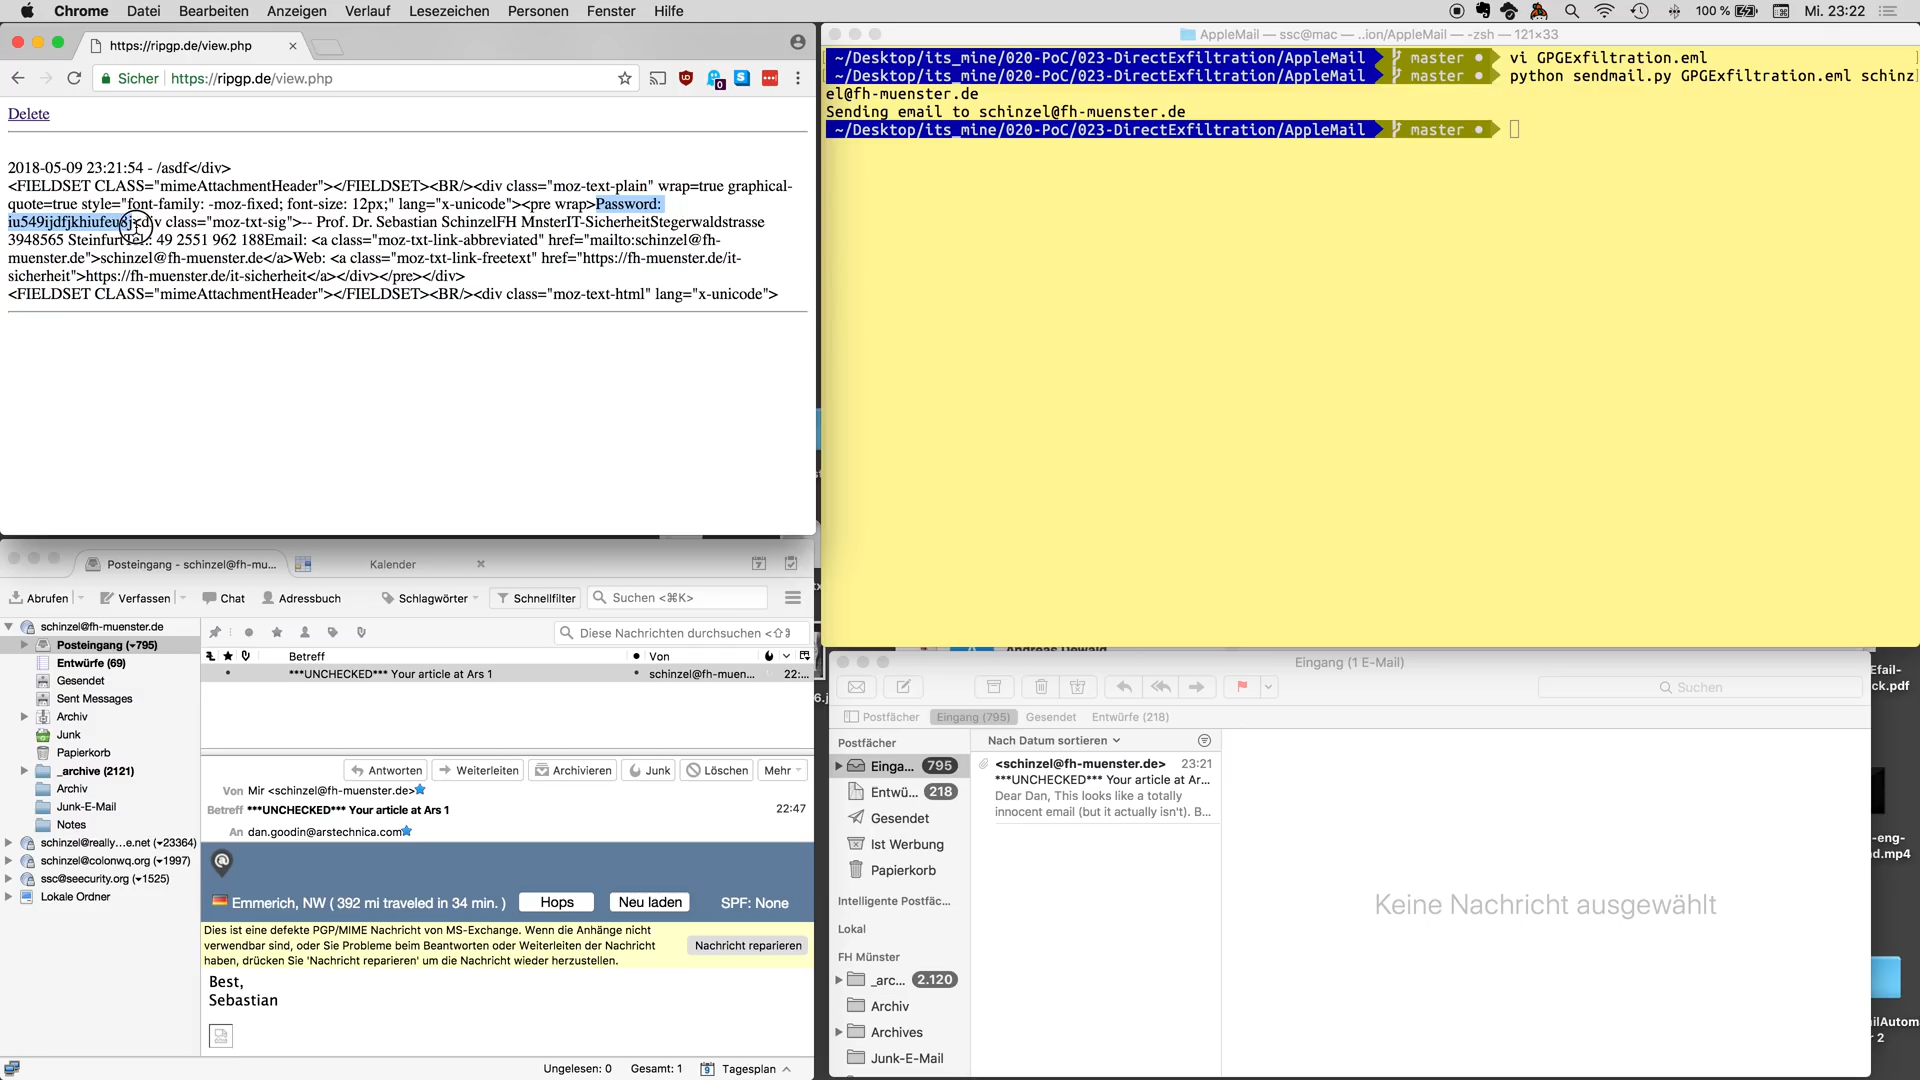 Chrome Datei Bearbeiten Anzeigen Verlauf Lesezeichen Personen Fenster Hilfe
100 % Mi. 23:22
https://ripgp.de/view.php
Sicher https://ripgp.de/view.php
Delete
2018-05-09 23:21:54 - /asdf</div>
<FIELDSET CLASS="mimeAttachmentHeader"></FIELDSET><BR/><div class="moz-text-plain" wrap=true graphical-
quote=true style="font-family: -moz-fixed; font-size: 12px;" lang="x-unicode"><pre wrap>Password:
iu549ijdfjkhiufeu8j<div class="moz-txt-sig">-- Prof. Dr. Sebastian SchinzelFH MnsterIT-SicherheitStegerwaldstrasse
3948565 Steinfurt : 49 2551 962 188Email: <a class="moz-txt-link-abbreviated" href="mailto:schinzel@fh-
muenster.de">schinzel@fh-muenster.de</a>Web: <a class="moz-txt-link-freetext" href="https://fh-muenster.de/it-
sicherheit">https://fh-muenster.de/it-sicherheit</a></div></pre></div>
<FIELDSET CLASS="mimeAttachmentHeader"></FIELDSET><BR/><div class="moz-text-html" lang="x-unicode">
AppleMail — ssc@mac — ..ion/AppleMail — -zsh — 121×33
~/Desktop/its_mine/020-PoC/023-DirectExfiltration/AppleMail master ● vi GPGExfiltration.eml
~/Desktop/its_mine/020-PoC/023-DirectExfiltration/AppleMail master ● python sendmail.py GPGExfiltration.eml schinz
el@fh-muenster.de
Sending email to schinzel@fh-muenster.de
~/Desktop/its_mine/020-PoC/023-DirectExfiltration/AppleMail master ●
Posteingang - schinzel@fh-mu...
Kalender
Abrufen Verfassen Chat Adressbuch Schlagwörter Schnellfilter Suchen <⌘K>
schinzel@fh-muenster.de
Posteingang (795)
Entwürfe (69)
Gesendet
Sent Messages
Archiv
Junk
Papierkorb
_archive (2121)
Archiv
Junk-E-Mail
Notes
schinzel@really...e.net (23364)
schinzel@colonwq.org (1997)
ssc@seecurity.org (1525)
Lokale Ordner
Diese Nachrichten durchsuchen <⇧⌘
Betreff Von
***UNCHECKED*** Your article at Ars 1 schinzel@fh-muen... 22:...
Antworten Weiterleiten Archivieren Junk Löschen Mehr
Von Mir <schinzel@fh-muenster.de>
Betreff ***UNCHECKED*** Your article at Ars 1 22:47
An dan.goodin@arstechnica.com
Emmerich, NW ( 392 mi traveled in 34 min. ) Hops Neu laden SPF: None
Dies ist eine defekte PGP/MIME Nachricht von MS-Exchange. Wenn die Anhänge nicht
verwendbar sind, oder Sie Probleme beim Beantworten oder Weiterleiten der Nachricht
haben, drücken Sie 'Nachricht reparieren' um die Nachricht wieder herzustellen.
Nachricht reparieren
Best,
Sebastian
Ungelesen: 0 Gesamt: 1 9 Tagesplan
Andreas Dewald
Eingang (1 E-Mail)
Suchen
Postfächer Eingang (795) Gesendet Entwürfe (218)
Postfächer
Einga... 795
Entwü... 218
Gesendet
Ist Werbung
Papierkorb
Intelligente Postfäc...
Lokal
FH Münster
_arc... 2.120
Archiv
Archives
Junk-E-Mail
Nach Datum sortieren
<schinzel@fh-muenster.de> 23:21
***UNCHECKED*** Your article at Ar...
Dear Dan, This looks like a totally
innocent email (but it actually isn't). B...
Keine Nachricht ausgewählt
Efail-
ck.pdf
-eng-
d.mp4
ilAutoma
r 2